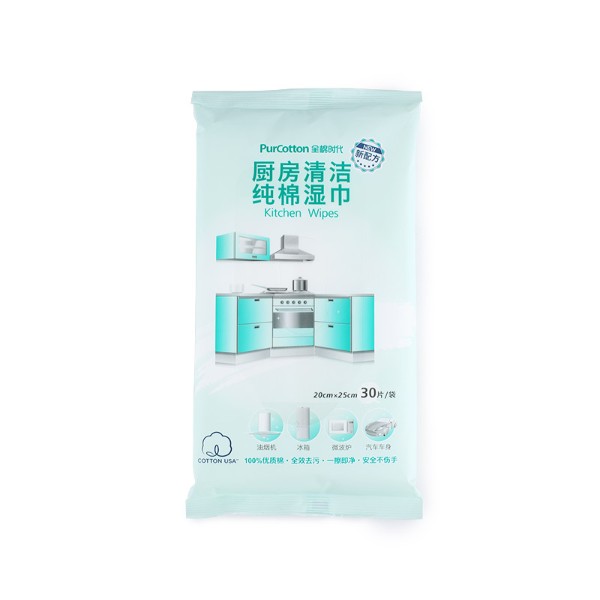 PurCotton 全棉时代
NEW
新配方
厨房清洁
纯棉湿巾
Kitchen Wipes
20cm×25cm 30片/袋
油烟机 冰箱 微波炉 汽车车身
COTTON USA™
100%优质棉·全效去污·一擦即净·安全不伤手